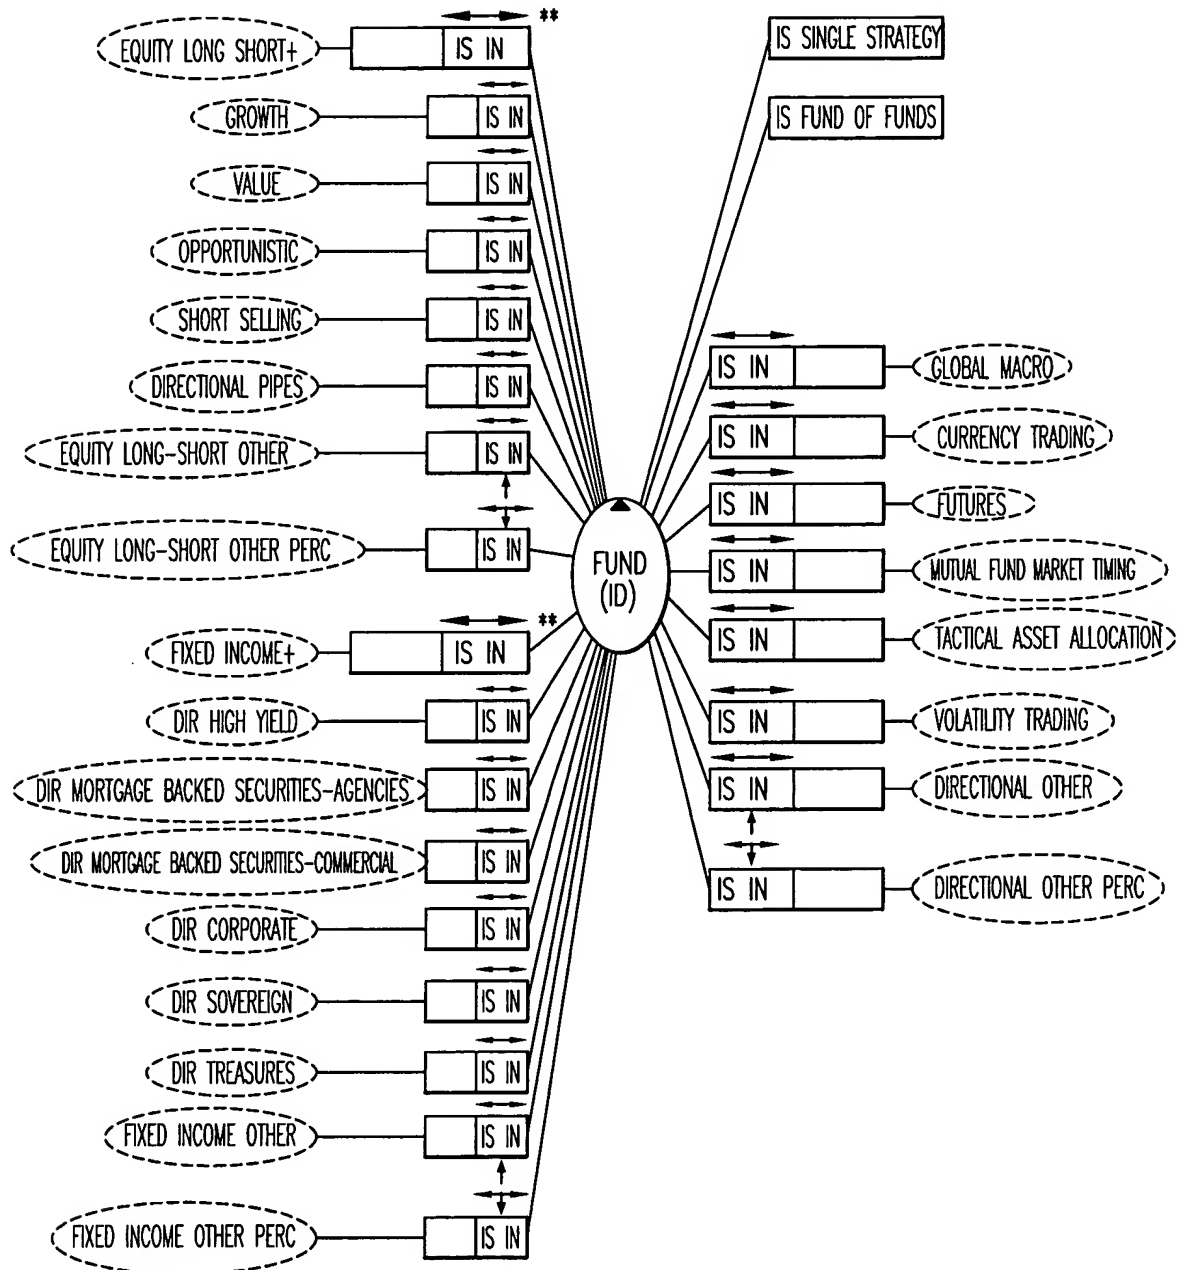 EQUITY LONG SHORT+
IS IN
**
GROWTH
IS IN
VALUE
IS IN
OPPORTUNISTIC
IS IN
SHORT SELLING
IS IN
DIRECTIONAL PIPES
IS IN
EQUITY LONG-SHORT OTHER
IS IN
EQUITY LONG-SHORT OTHER PERC
IS IN
FIXED INCOME+
IS IN
**
DIR HIGH YIELD
IS IN
DIR MORTGAGE BACKED SECURITIES-AGENCIES
IS IN
DIR MORTGAGE BACKED SECURITIES-COMMERCIAL
IS IN
DIR CORPORATE
IS IN
DIR SOVEREIGN
IS IN
DIR TREASURES
IS IN
FIXED INCOME OTHER
IS IN
FIXED INCOME OTHER PERC
IS IN
FUND
(ID)
IS SINGLE STRATEGY
IS FUND OF FUNDS
IS IN
GLOBAL MACRO
IS IN
CURRENCY TRADING
IS IN
FUTURES
IS IN
MUTUAL FUND MARKET TIMING
IS IN
TACTICAL ASSET ALLOCATION
IS IN
VOLATILITY TRADING
IS IN
DIRECTIONAL OTHER
IS IN
DIRECTIONAL OTHER PERC